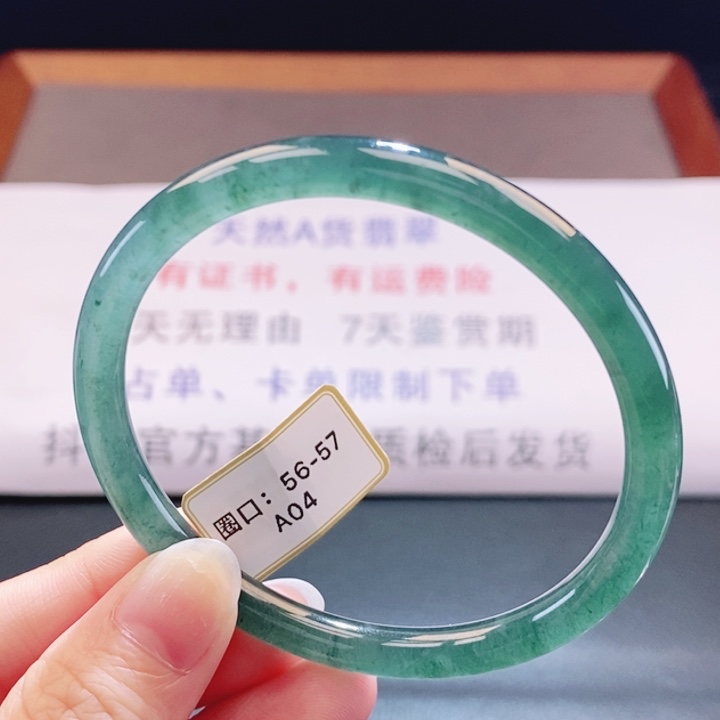 天然A货翡翠
有证书，有运费险
天无理由 7天鉴赏期
占单、卡单限制下单
抖 官方 质检后发货
圈口：56-57
A04